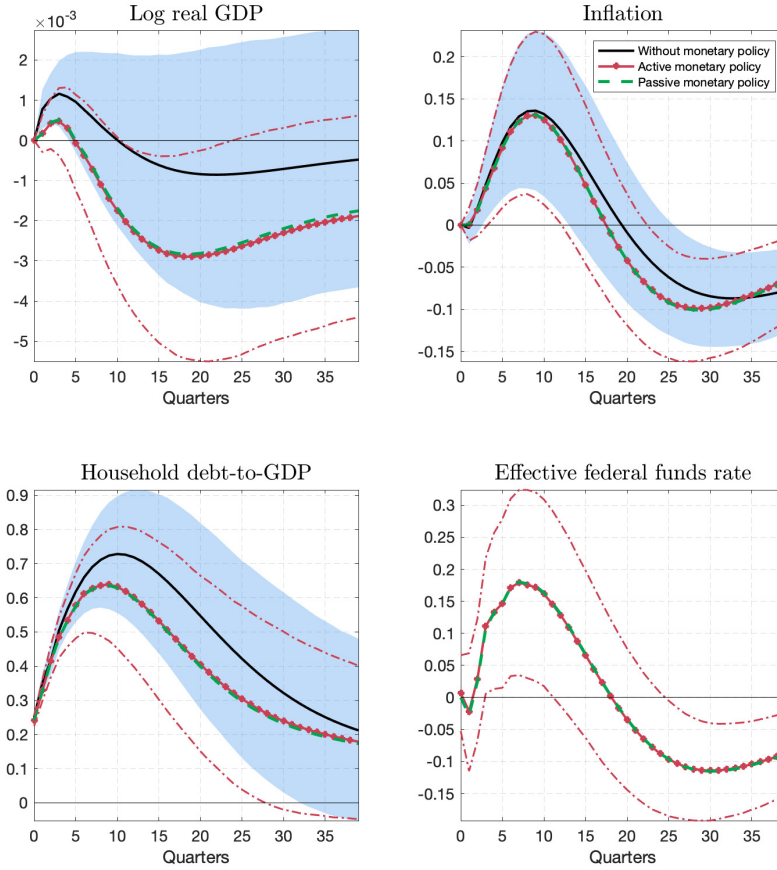 Log real GDP
×10⁻³
2
1
0
-1
-2
-3
-4
-5
0 5 10 15 20 25 30 35
Quarters
Inflation
Without monetary policy
Active monetary policy
Passive monetary policy
0.2
0.15
0.1
0.05
0
-0.05
-0.1
-0.15
0 5 10 15 20 25 30 35
Quarters
Household debt-to-GDP
0.9
0.8
0.7
0.6
0.5
0.4
0.3
0.2
0.1
0
0 5 10 15 20 25 30 35
Quarters
Effective federal funds rate
0.3
0.25
0.2
0.15
0.1
0.05
0
-0.05
-0.1
-0.15
0 5 10 15 20 25 30 35
Quarters